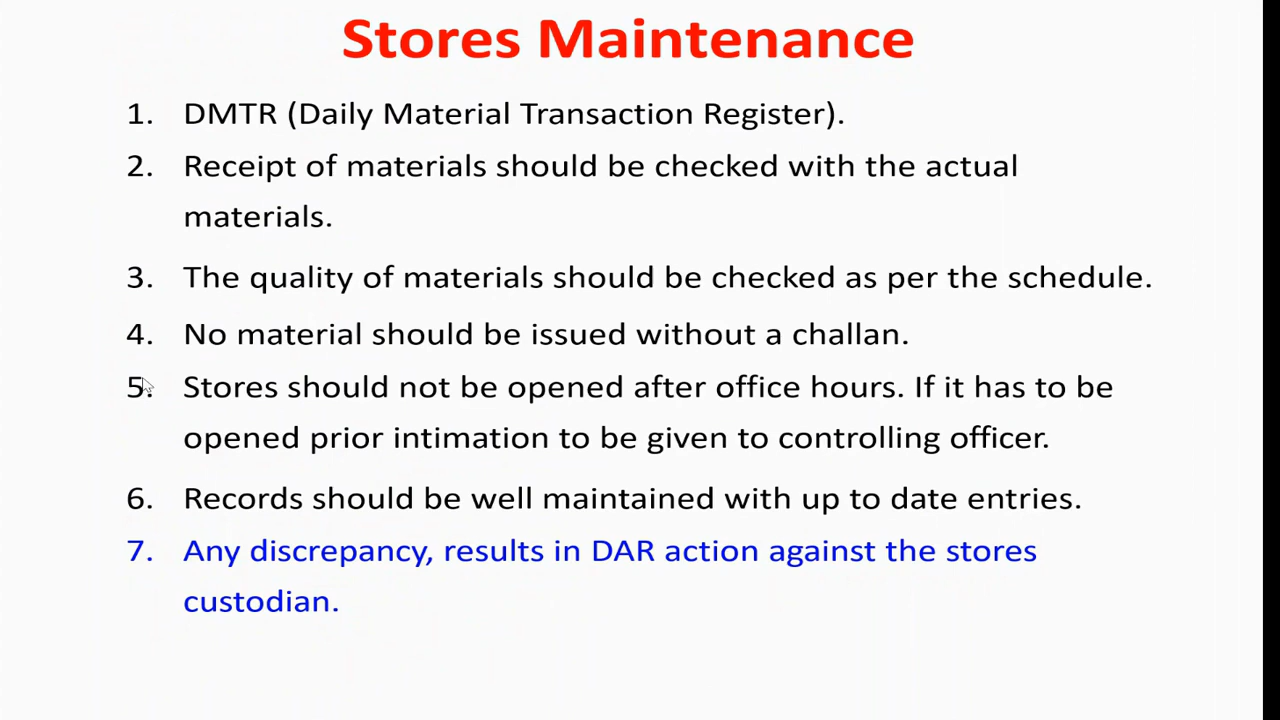 Stores Maintenance
1. DMTR (Daily Material Transaction Register).
2. Receipt of materials should be checked with the actual
materials.
3. The quality of materials should be checked as per the schedule.
4. No material should be issued without a challan.
5. Stores should not be opened after office hours. If it has to be
opened prior intimation to be given to controlling officer.
6. Records should be well maintained with up to date entries.
7. Any discrepancy, results in DAR action against the stores
custodian.